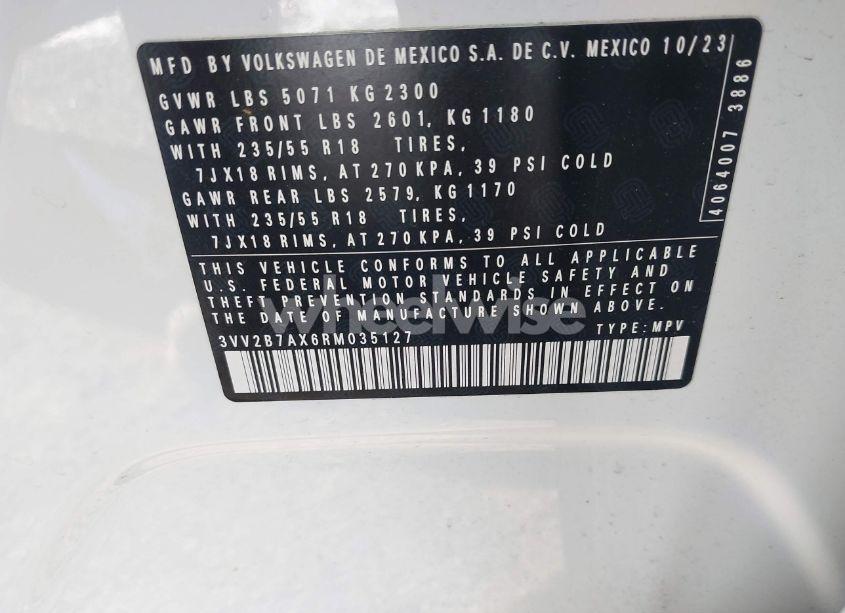 MFD BY VOLKSWAGEN DE MEXICO S.A. DE C.V. MEXICO 10/23
GVWR LBS 5071 KG 2300
GAWR FRONT LBS 2601, KG 1180
WITH 235/55 R18 TIRES,
7JX18 RIMS, AT 270 KPA, 39 PSI COLD
GAWR REAR LBS 2579, KG 1170
WITH 235/55 R18 TIRES,
7JX18 RIMS, AT 270 KPA, 39 PSI COLD
4064007 3886
THIS VEHICLE CONFORMS TO ALL APPLICABLE
U.S. FEDERAL MOTOR VEHICLE SAFETY AND
THEFT PREVENTION STANDARDS IN EFFECT ON
THE DATE OF MANUFACTURE SHOWN ABOVE.
wheelwise
3VV2B7AX6RM035127 TYPE: MPV